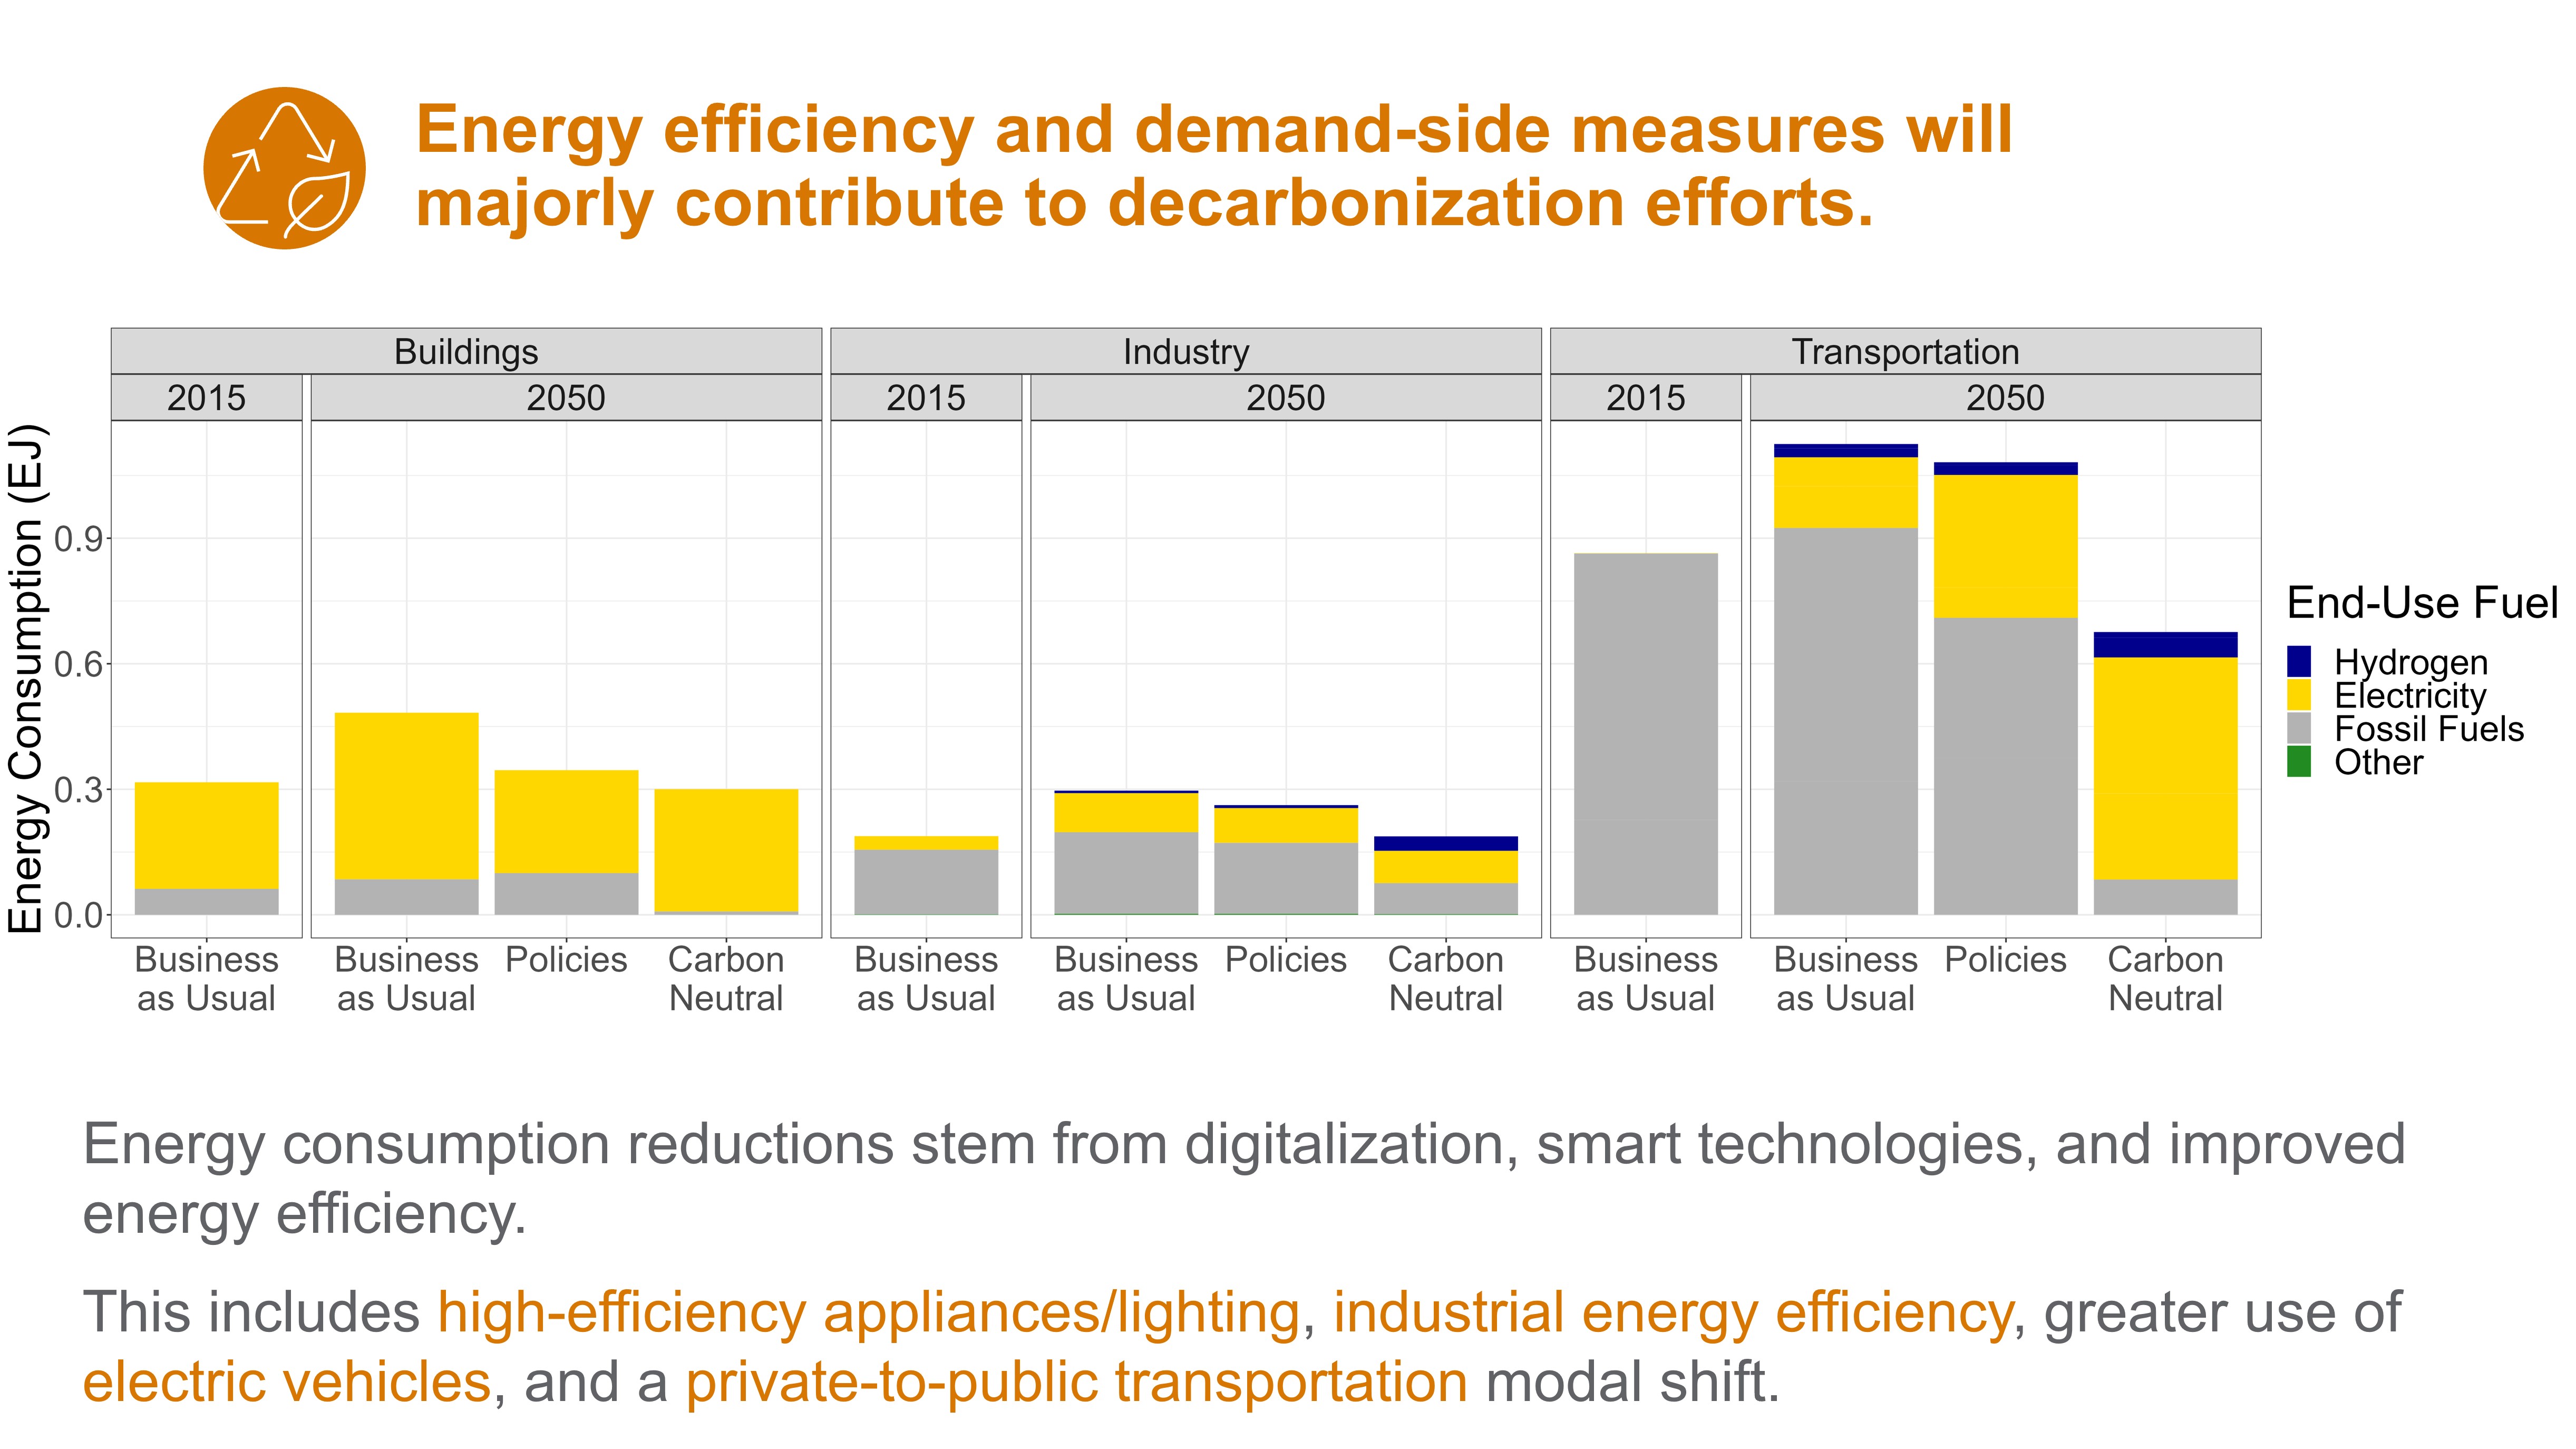 Energy efficiency and demand-side measures will
majorly contribute to decarbonization efforts.
Buildings
Industry
Transportation
2015
2050
2015
2050
2015
2050
Energy Consumption (EJ)
0.9
0.6
0.3
0.0
Business
as Usual
Business
as Usual
Policies
Carbon
Neutral
Business
as Usual
Business
as Usual
Policies
Carbon
Neutral
Business
as Usual
Business
as Usual
Policies
Carbon
Neutral
End-Use Fuel
Hydrogen
Electricity
Fossil Fuels
Other
Energy consumption reductions stem from digitalization, smart technologies, and improved
energy efficiency.
This includes high-efficiency appliances/lighting, industrial energy efficiency, greater use of
electric vehicles, and a private-to-public transportation modal shift.